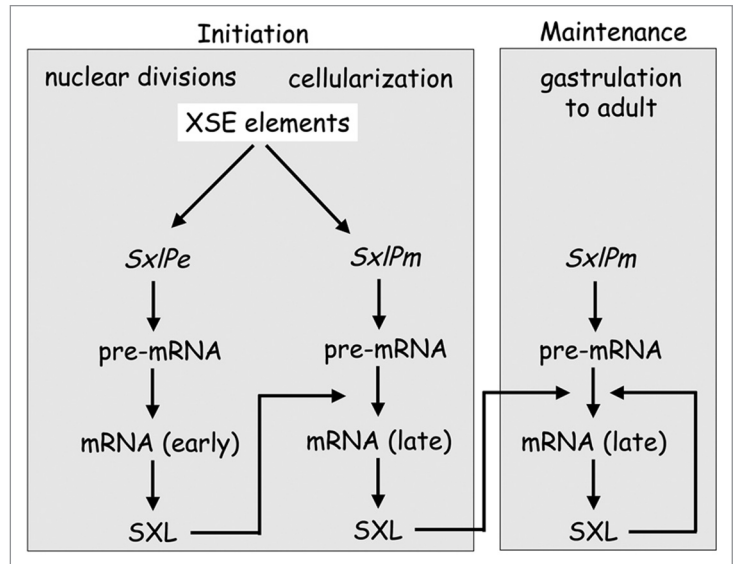 Initiation
Maintenance
nuclear divisions
cellularization
gastrulation
to adult
XSE elements
SxlPe
SxlPm
SxlPm
pre-mRNA
pre-mRNA
pre-mRNA
mRNA (early)
mRNA (late)
mRNA (late)
SXL
SXL
SXL